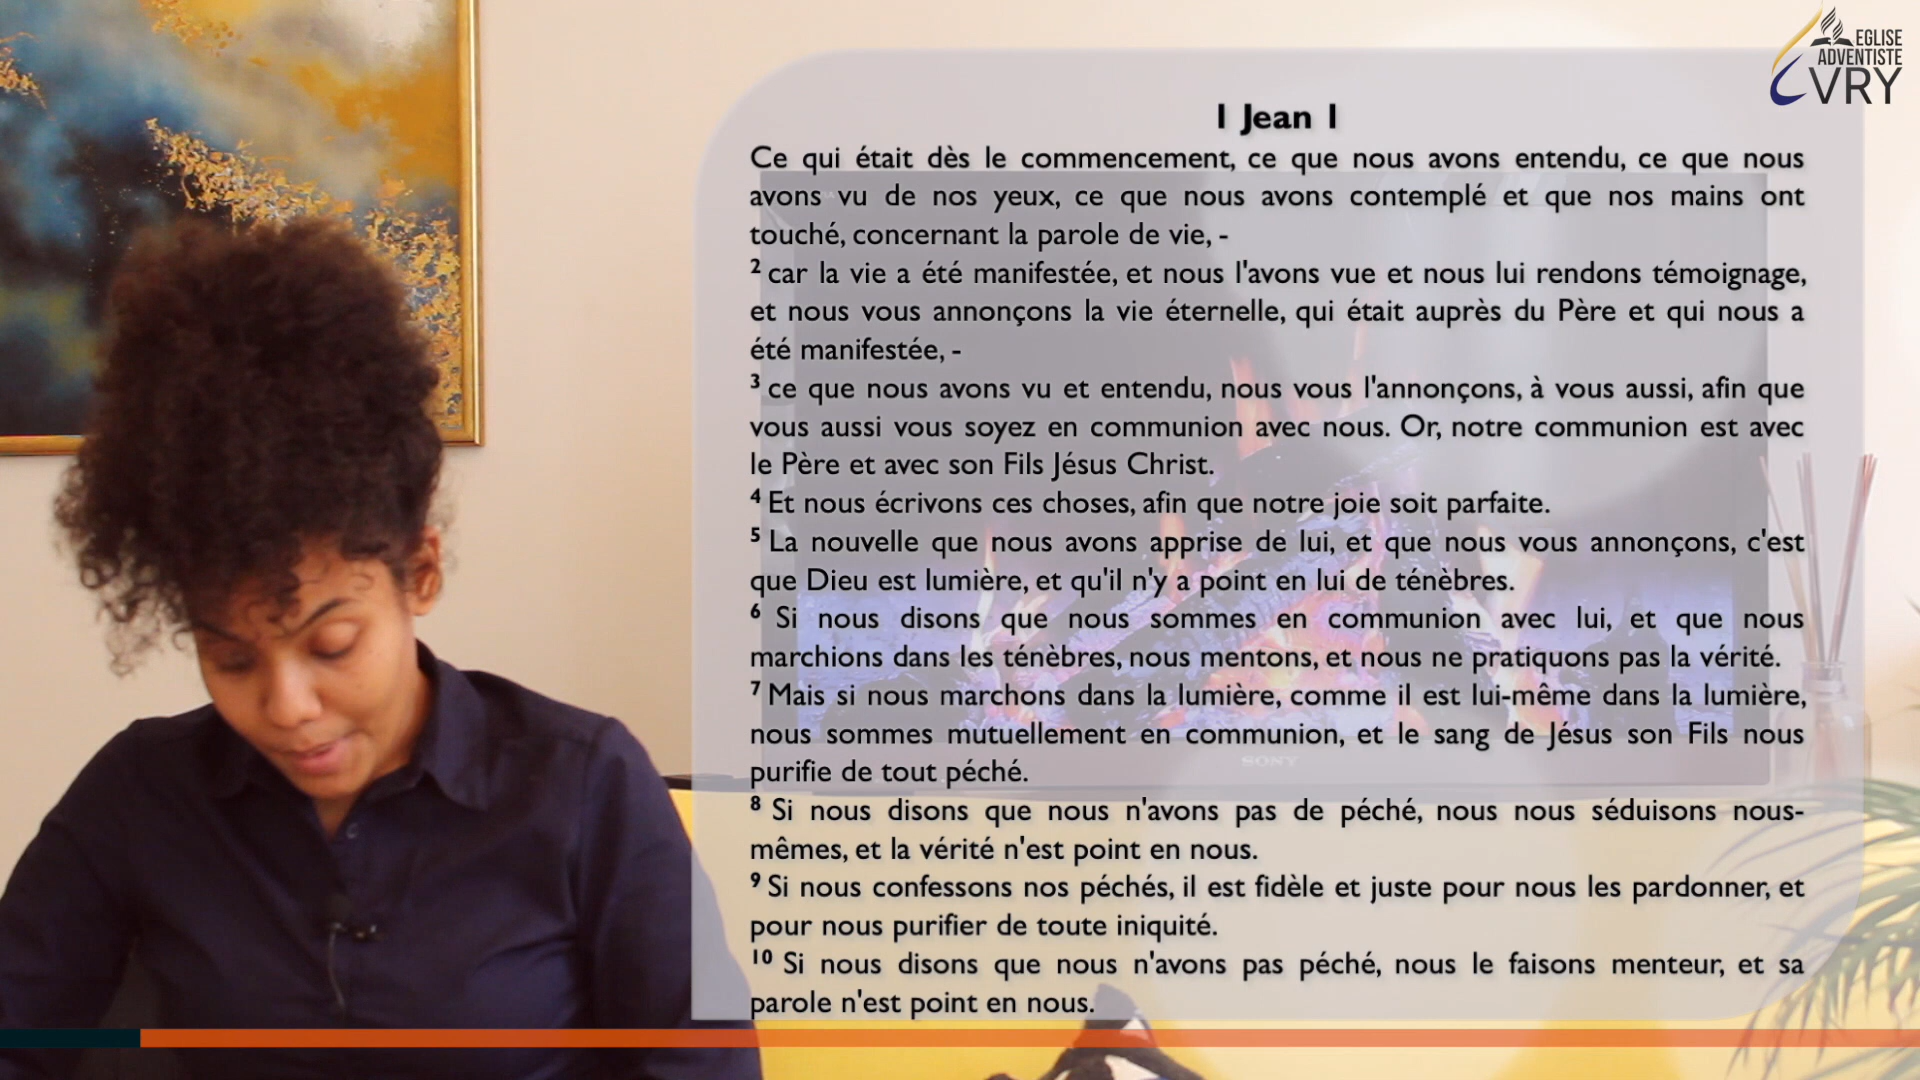 EGLISE
ADVENTISTE
VRY
1 Jean 1
Ce qui était dès le commencement, ce que nous avons entendu, ce que nous
avons vu de nos yeux, ce que nous avons contemplé et que nos mains ont
touché, concernant la parole de vie, -
2 car la vie a été manifestée, et nous l'avons vue et nous lui rendons témoignage,
et nous vous annonçons la vie éternelle, qui était auprès du Père et qui nous a
été manifestée, -
3 ce que nous avons vu et entendu, nous vous l'annonçons, à vous aussi, afin que
vous aussi vous soyez en communion avec nous. Or, notre communion est avec
le Père et avec son Fils Jésus Christ.
4 Et nous écrivons ces choses, afin que notre joie soit parfaite.
5 La nouvelle que nous avons apprise de lui, et que nous vous annonçons, c'est
que Dieu est lumière, et qu'il n'y a point en lui de ténèbres.
6 Si nous disons que nous sommes en communion avec lui, et que nous
marchions dans les ténèbres, nous mentons, et nous ne pratiquons pas la vérité.
7 Mais si nous marchons dans la lumière, comme il est lui-même dans la lumière,
nous sommes mutuellement en communion, et le sang de Jésus son Fils nous
purifie de tout péché.
SONY
8 Si nous disons que nous n'avons pas de péché, nous nous séduisons nous-
mêmes, et la vérité n'est point en nous.
9 Si nous confessons nos péchés, il est fidèle et juste pour nous les pardonner, et
pour nous purifier de toute iniquité.
10 Si nous disons que nous n'avons pas péché, nous le faisons menteur, et sa
parole n'est point en nous.